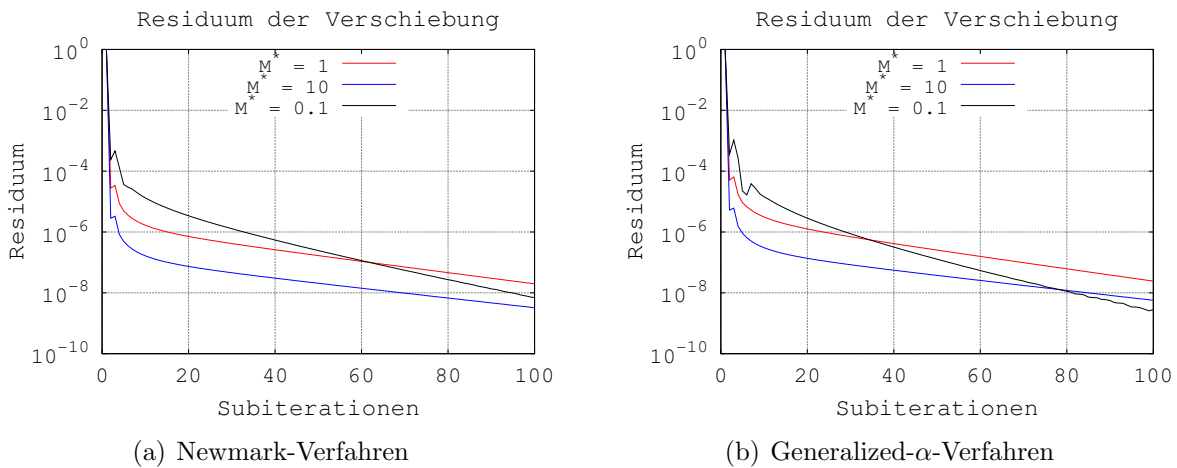 Residuum der Verschiebung
10^0
10^-2
10^-4
10^-6
10^-8
10^-10
Residuum
M^* = 1
M^* = 10
M^* = 0.1
0 20 40 60 80 100
Subiterationen
(a) Newmark-Verfahren
Residuum der Verschiebung
10^0
10^-2
10^-4
10^-6
10^-8
10^-10
Residuum
M^* = 1
M^* = 10
M^* = 0.1
0 20 40 60 80 100
Subiterationen
(b) Generalized-α-Verfahren